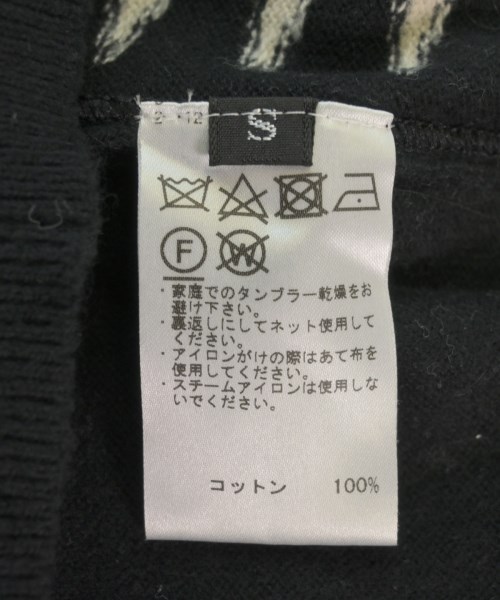 S
F
W
・家庭でのタンブラー乾燥をお
避け下さい。
・裏返しにしてネット使用して
ください。
・アイロンがけの際はあて布を
使用してください。
・スチームアイロンは使用しな
いでください。
コットン 100%